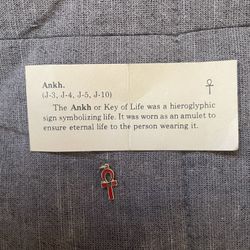 Ankh.
(J-3, J-4, J-5, J-10)
The Ankh or Key of Life was a hieroglyphic
sign symbolizing life. It was worn as an amulet to
ensure eternal life to the person wearing it.